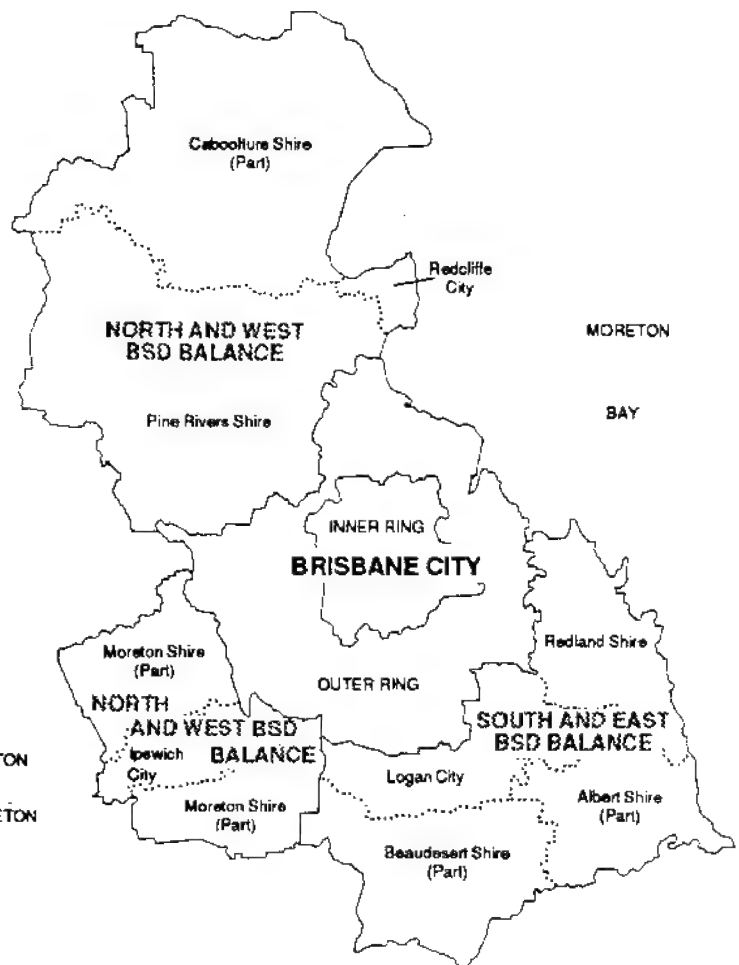 Caboolture Shire
(Part)
Redcliffe
City
NORTH AND WEST
BSD BALANCE
MORETON
BAY
Pine Rivers Shire
INNER RING
BRISBANE CITY
Redland Shire
Moreton Shire
(Part)
OUTER RING
NORTH
AND WEST BSD
BALANCE
SOUTH AND EAST
BSD BALANCE
Ipswich
City
TON
Logan City
Albert Shire
(Part)
Moreton Shire
(Part)
ETON
Beaudesert Shire
(Part)